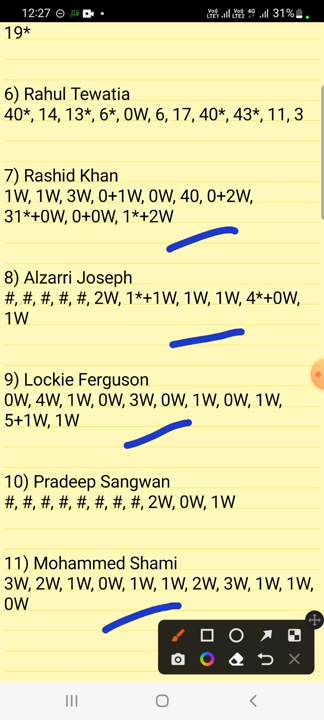 12:27 31%
19*
6) Rahul Tewatia
40*, 14, 13*, 6*, 0W, 6, 17, 40*, 43*, 11, 3
7) Rashid Khan
1W, 1W, 3W, 0+1W, 0W, 40, 0+2W,
31*+0W, 0+0W, 1*+2W
8) Alzarri Joseph
#, #, #, #, #, 2W, 1*+1W, 1W, 1W, 4*+0W,
1W
9) Lockie Ferguson
0W, 4W, 1W, 0W, 3W, 0W, 1W, 0W, 1W,
5+1W, 1W
10) Pradeep Sangwan
#, #, #, #, #, #, #, #, 2W, 0W, 1W
11) Mohammed Shami
3W, 2W, 1W, 0W, 1W, 1W, 2W, 3W, 1W, 1W,
0W